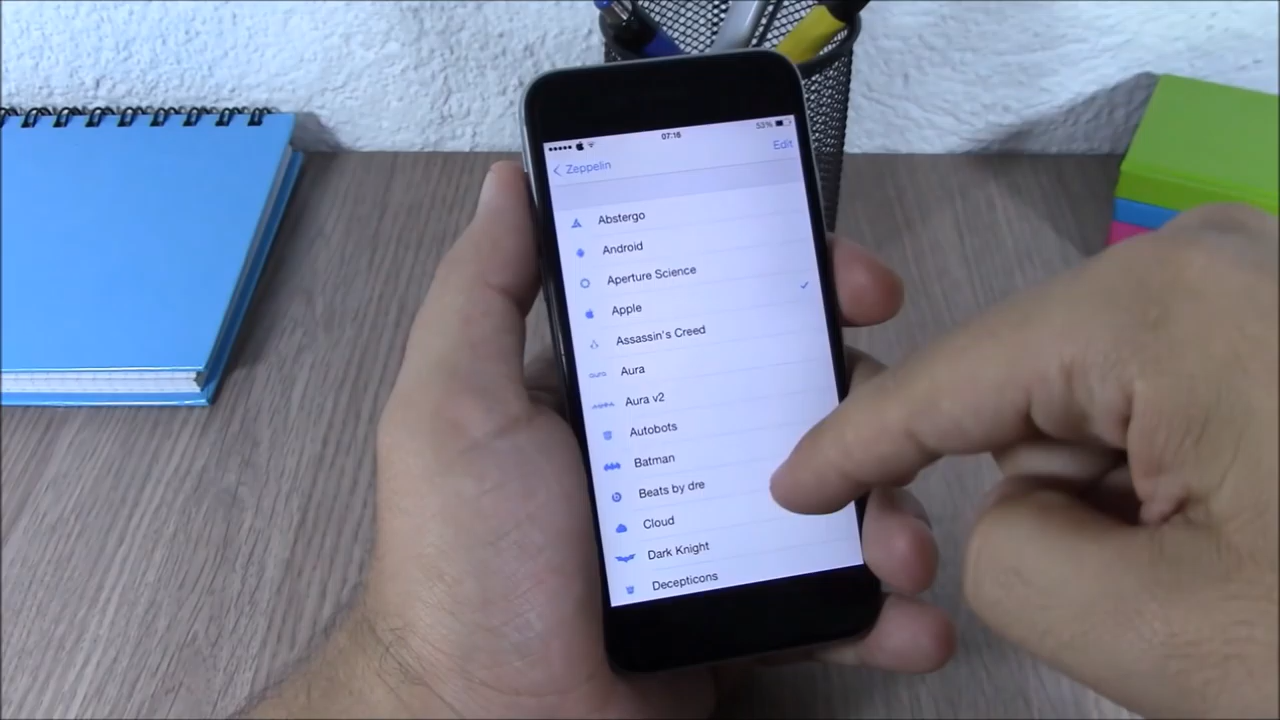 07:16
53%
Zeppelin
Edit
Abstergo
Android
Aperture Science
Apple
Assassin's Creed
aura Aura
Aura v2
Autobots
Batman
Beats by dre
Cloud
Dark Knight
Decepticons